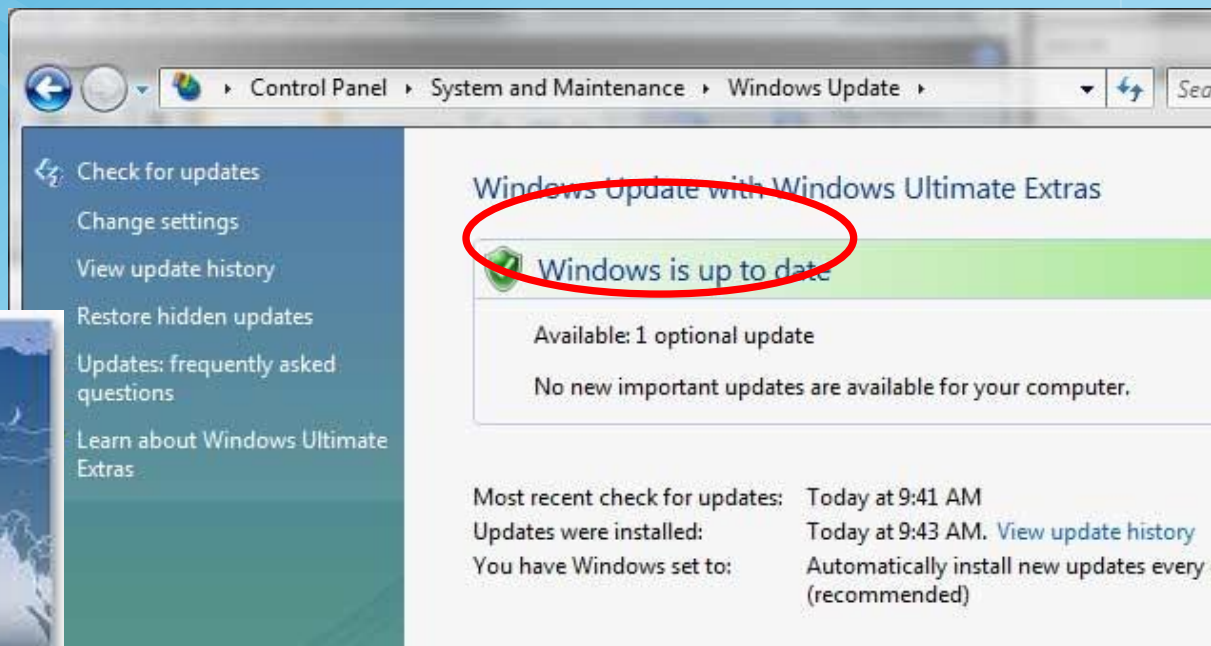 Control Panel System and Maintenance Windows Update Sea
Check for updates
Change settings
View update history
Restore hidden updates
Updates: frequently asked
questions
Learn about Windows Ultimate
Extras
Windows Update with Windows Ultimate Extras
Windows is up to date
Available: 1 optional update
No new important updates are available for your computer.
Most recent check for updates: Today at 9:41 AM
Updates were installed: Today at 9:43 AM. View update history
You have Windows set to: Automatically install new updates every
(recommended)